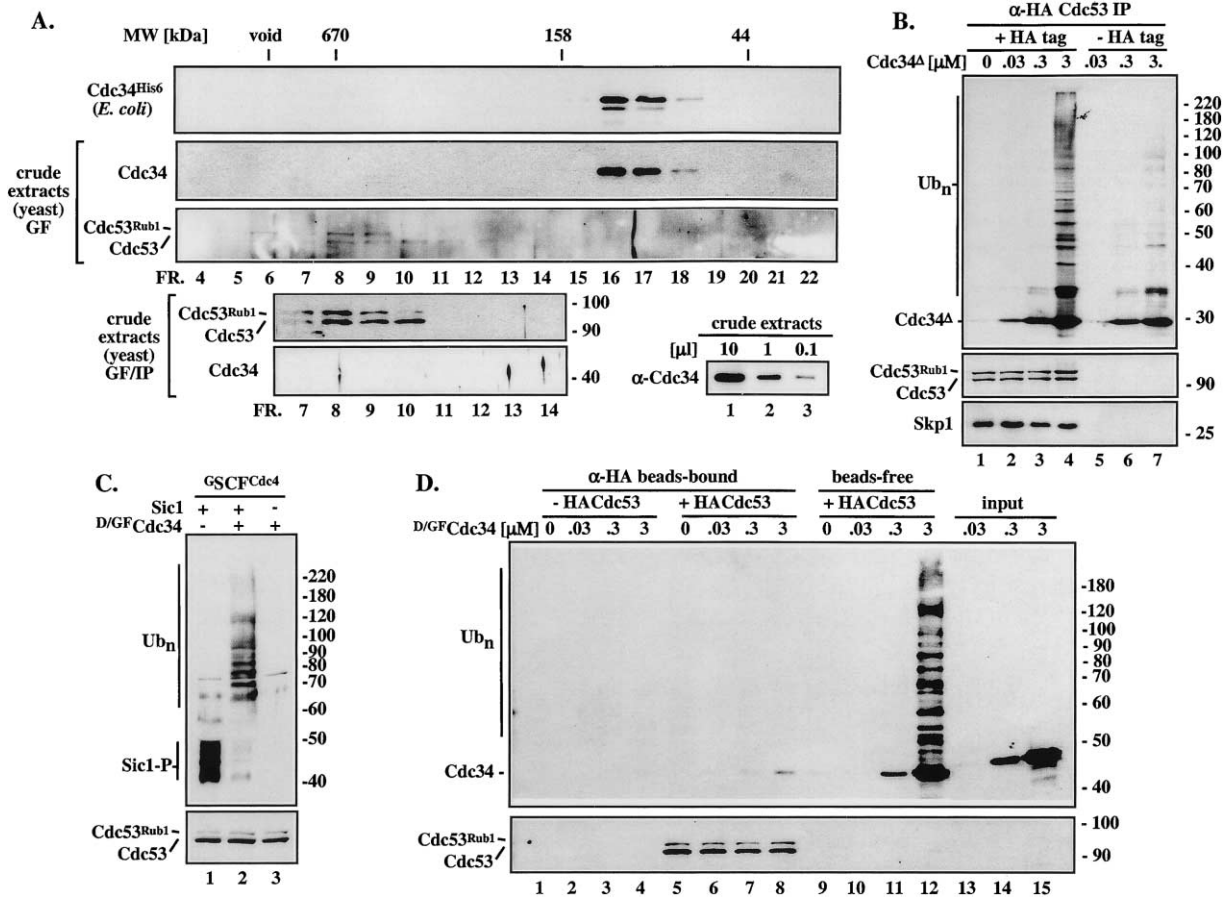 A.
MW [kDa] void 670 158 44
Cdc34His6
(E. coli)
crude
extracts
(yeast)
GF
Cdc34
Cdc53Rub1
Cdc53
FR. 4 5 6 7 8 9 10 11 12 13 14 15 16 17 18 19 20 21 22
crude
extracts
(yeast)
GF/IP
Cdc53Rub1
Cdc53
- 100
- 90
Cdc34
- 40
FR. 7 8 9 10 11 12 13 14
crude extracts
[µl] 10 1 0.1
α-Cdc34
1 2 3
B.
α-HA Cdc53 IP
+ HA tag - HA tag
Cdc34Δ [µM] 0 .03 .3 3 .03 .3 3.
Ubn
- 220
- 180
- 120
- 100
- 80
- 70
- 60
- 50
- 40
- 30
Cdc34Δ
Cdc53Rub1
Cdc53
- 90
Skp1
- 25
1 2 3 4 5 6 7
C.
GSCFCdc4
Sic1 + + -
D/GFCdc34 - + +
Ubn
-220
-180
-120
-100
-90
-80
-70
-60
-50
-40
Sic1-P-
Cdc53Rub1
Cdc53
1 2 3
D.
α-HA beads-bound beads-free
- HACdc53 + HACdc53 + HACdc53 input
D/GFCdc34 [µM] 0 .03 .3 3 0 .03 .3 3 0 .03 .3 3 .03 .3 3
Ubn
-180
-120
-100
-90
-80
-70
- 60
- 50
- 40
Cdc34
Cdc53Rub1
Cdc53
- 100
- 90
1 2 3 4 5 6 7 8 9 10 11 12 13 14 15